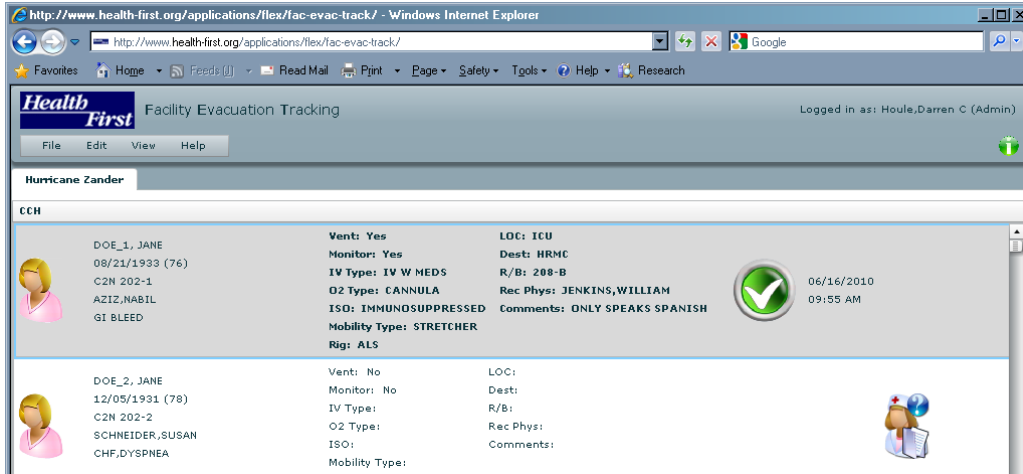 http://www.health-first.org/applications/flex/fac-evac-track/ - Windows Internet Explorer
http://www.health-first.org/applications/flex/fac-evac-track/
Google
Favorites Home Feeds (J) Read Mail Print Page Safety Tools Help Research
Health First
Facility Evacuation Tracking
Logged in as: Houle,Darren C (Admin)
File Edit View Help
Hurricane Zander
CCH
DOE_1, JANE
08/21/1933 (76)
C2N 202-1
AZIZ,NABIL
GI BLEED
Vent: Yes
Monitor: Yes
IV Type: IV W MEDS
O2 Type: CANNULA
ISO: IMMUNOSUPPRESSED
Mobility Type: STRETCHER
Rig: ALS
LOC: ICU
Dest: HRMC
R/B: 208-B
Rec Phys: JENKINS,WILLIAM
Comments: ONLY SPEAKS SPANISH
06/16/2010
09:55 AM
DOE_2, JANE
12/05/1931 (78)
C2N 202-2
SCHNEIDER,SUSAN
CHF,DYSPNEA
Vent: No
Monitor: No
IV Type:
O2 Type:
ISO:
Mobility Type:
LOC:
Dest:
R/B:
Rec Phys:
Comments: